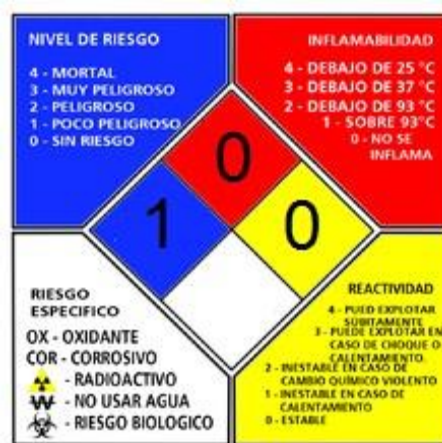 NIVEL DE RIESGO
4 - MORTAL
3 - MUY PELIGROSO
2 - PELIGROSO
1 - POCO PELIGROSO
0 - SIN RIESGO
INFLAMABILIDAD
4 - DEBAJO DE 25 °C
3 - DEBAJO DE 37 °C
2 - DEBAJO DE 93 °C
1 - SOBRE 93°C
0 - NO SE
INFLAMA
0
1
0
RIESGO
ESPECIFICO
OX - OXIDANTE
COR - CORROSIVO
- RADIOACTIVO
W - NO USAR AGUA
- RIESGO BIOLOGICO
REACTIVIDAD
4 - PUED EXPLOTAR
SÚBITAMENTE
3 - PUEDE EXPLOTAR EN
CASO DE CHOQUE O
CALENTAMIENTO.
2 - INESTABLE EN CASO DE
CAMBIO QUÍMICO VIOLENTO
1 - INESTABLE EN CASO DE
CALENTAMIENTO
0 - ESTABLE